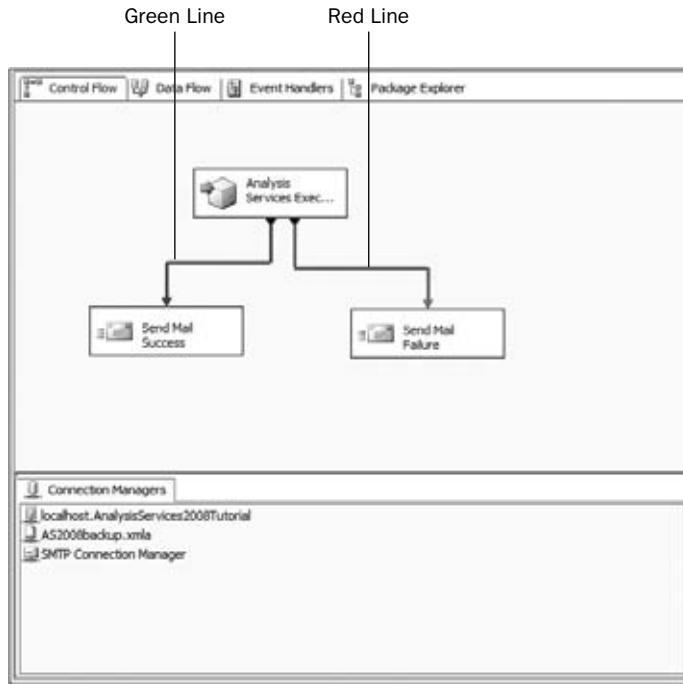 Green Line Red Line
Control Flow Data Flow Event Handlers Package Explorer
Analysis
Services Exec...
Send Mail
Success
Send Mail
Failure
Connection Managers
localhost.AnalysisServices2008Tutorial
AS2008backup.xmla
SMTP Connection Manager